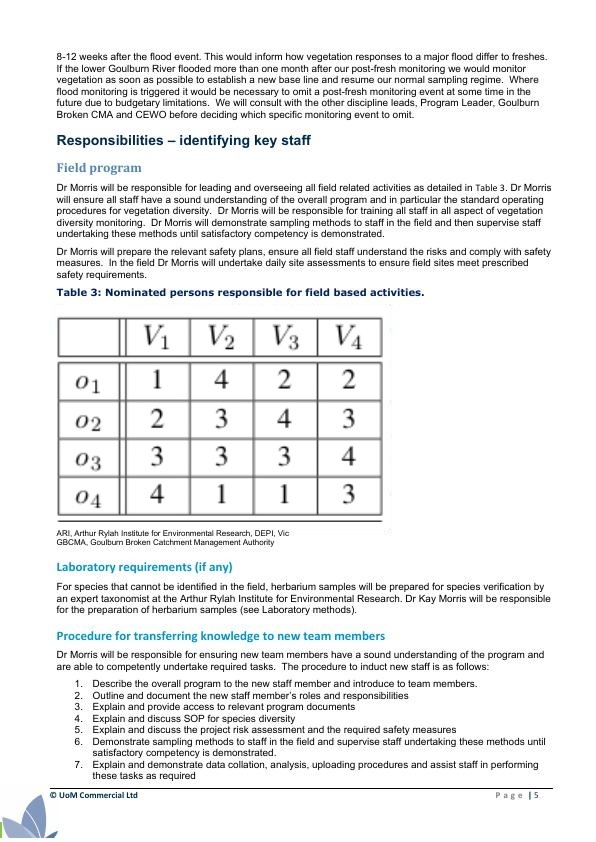 8-12 weeks after the flood event. This would inform how vegetation responses to a major flood differ to freshes.
If the lower Goulburn River flooded more than one month after our post-fresh monitoring we would monitor
vegetation as soon as possible to establish a new base line and resume our normal sampling regime. Where
flood monitoring is triggered it would be necessary to omit a post-fresh monitoring event at some time in the
future due to budgetary limitations. We will consult with the other discipline leads, Program Leader, Goulburn
Broken CMA and CEWO before deciding which specific monitoring event to omit.
Responsibilities – identifying key staff
Field program
Dr Morris will be responsible for leading and overseeing all field related activities as detailed in Table 3. Dr Morris
will ensure all staff have a sound understanding of the overall program and in particular the standard operating
procedures for vegetation diversity. Dr Morris will be responsible for training all staff in all aspect of vegetation
diversity monitoring. Dr Morris will demonstrate sampling methods to staff in the field and then supervise staff
undertaking these methods until satisfactory competency is demonstrated.
Dr Morris will prepare the relevant safety plans, ensure all field staff understand the risks and comply with safety
measures. In the field Dr Morris will undertake daily site assessments to ensure field sites meet prescribed
safety requirements.
Table 3: Nominated persons responsible for field based activities.
V1 V2 V3 V4
o1 1 4 2 2
o2 2 3 4 3
o3 3 3 3 4
o4 4 1 1 3
ARI, Arthur Rylah Institute for Environmental Research, DEPI, Vic
GBCMA, Goulburn Broken Catchment Management Authority
Laboratory requirements (if any)
For species that cannot be identified in the field, herbarium samples will be prepared for species verification by
an expert taxonomist at the Arthur Rylah Institute for Environmental Research. Dr Kay Morris will be responsible
for the preparation of herbarium samples (see Laboratory methods).
Procedure for transferring knowledge to new team members
Dr Morris will be responsible for ensuring new team members have a sound understanding of the program and
are able to competently undertake required tasks. The procedure to induct new staff is as follows:
1. Describe the overall program to the new staff member and introduce to team members.
2. Outline and document the new staff member's roles and responsibilities
3. Explain and provide access to relevant program documents
4. Explain and discuss SOP for species diversity
5. Explain and discuss the project risk assessment and the required safety measures
6. Demonstrate sampling methods to staff in the field and supervise staff undertaking these methods until
satisfactory competency is demonstrated.
7. Explain and demonstrate data collation, analysis, uploading procedures and assist staff in performing
these tasks as required
© UoM Commercial Ltd Page | 5